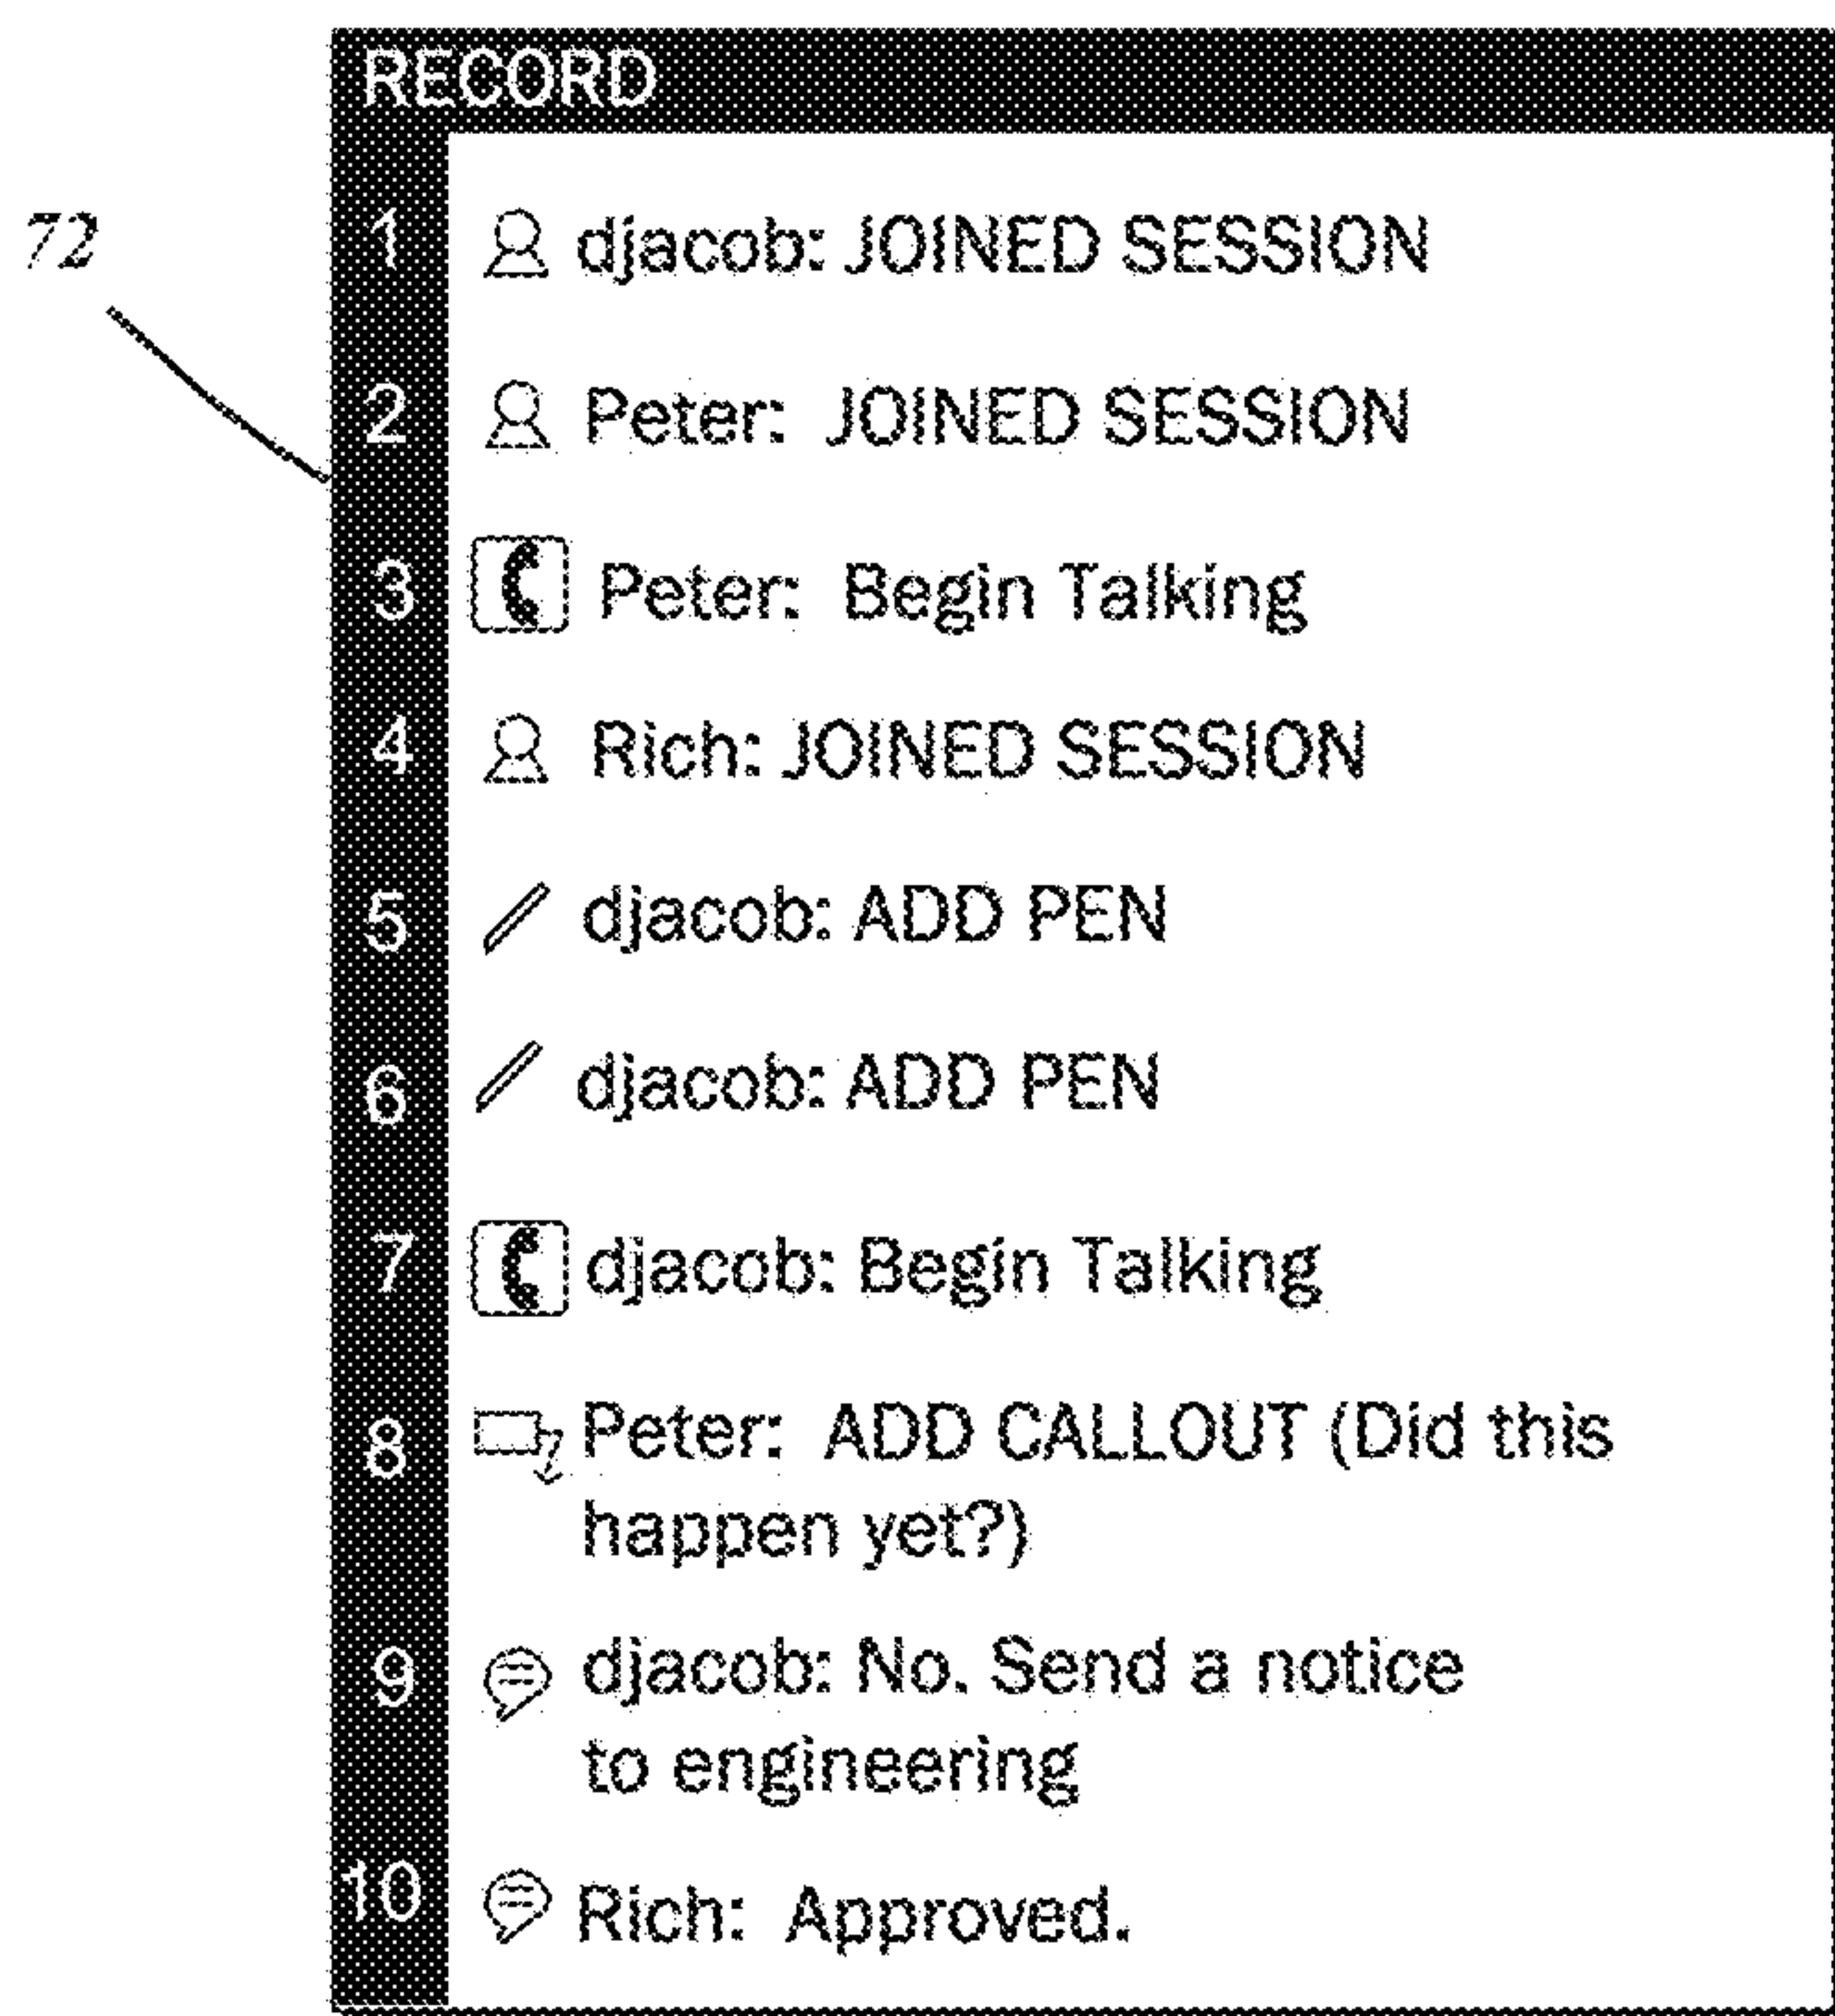 RECORD
72
1 djacob: JOINED SESSION
2 Peter: JOINED SESSION
3 Peter: Begin Talking
4 Rich: JOINED SESSION
5 djacob: ADD PEN
6 djacob: ADD PEN
7 djacob: Begin Talking
8 Peter: ADD CALLOUT (Did this
happen yet?)
9 djacob: No. Send a notice
to engineering
10 Rich: Approved.